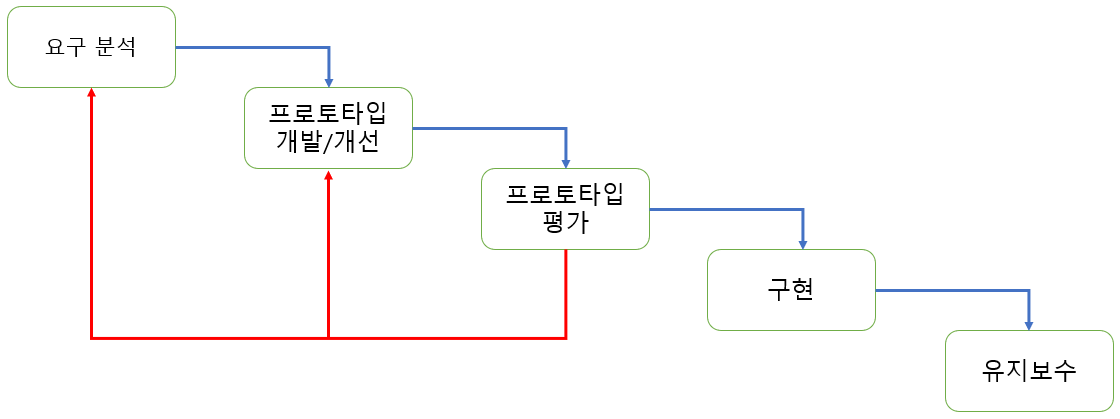 요구 분석
프로토타입
개발/개선
프로토타입
평가
구현
유지보수